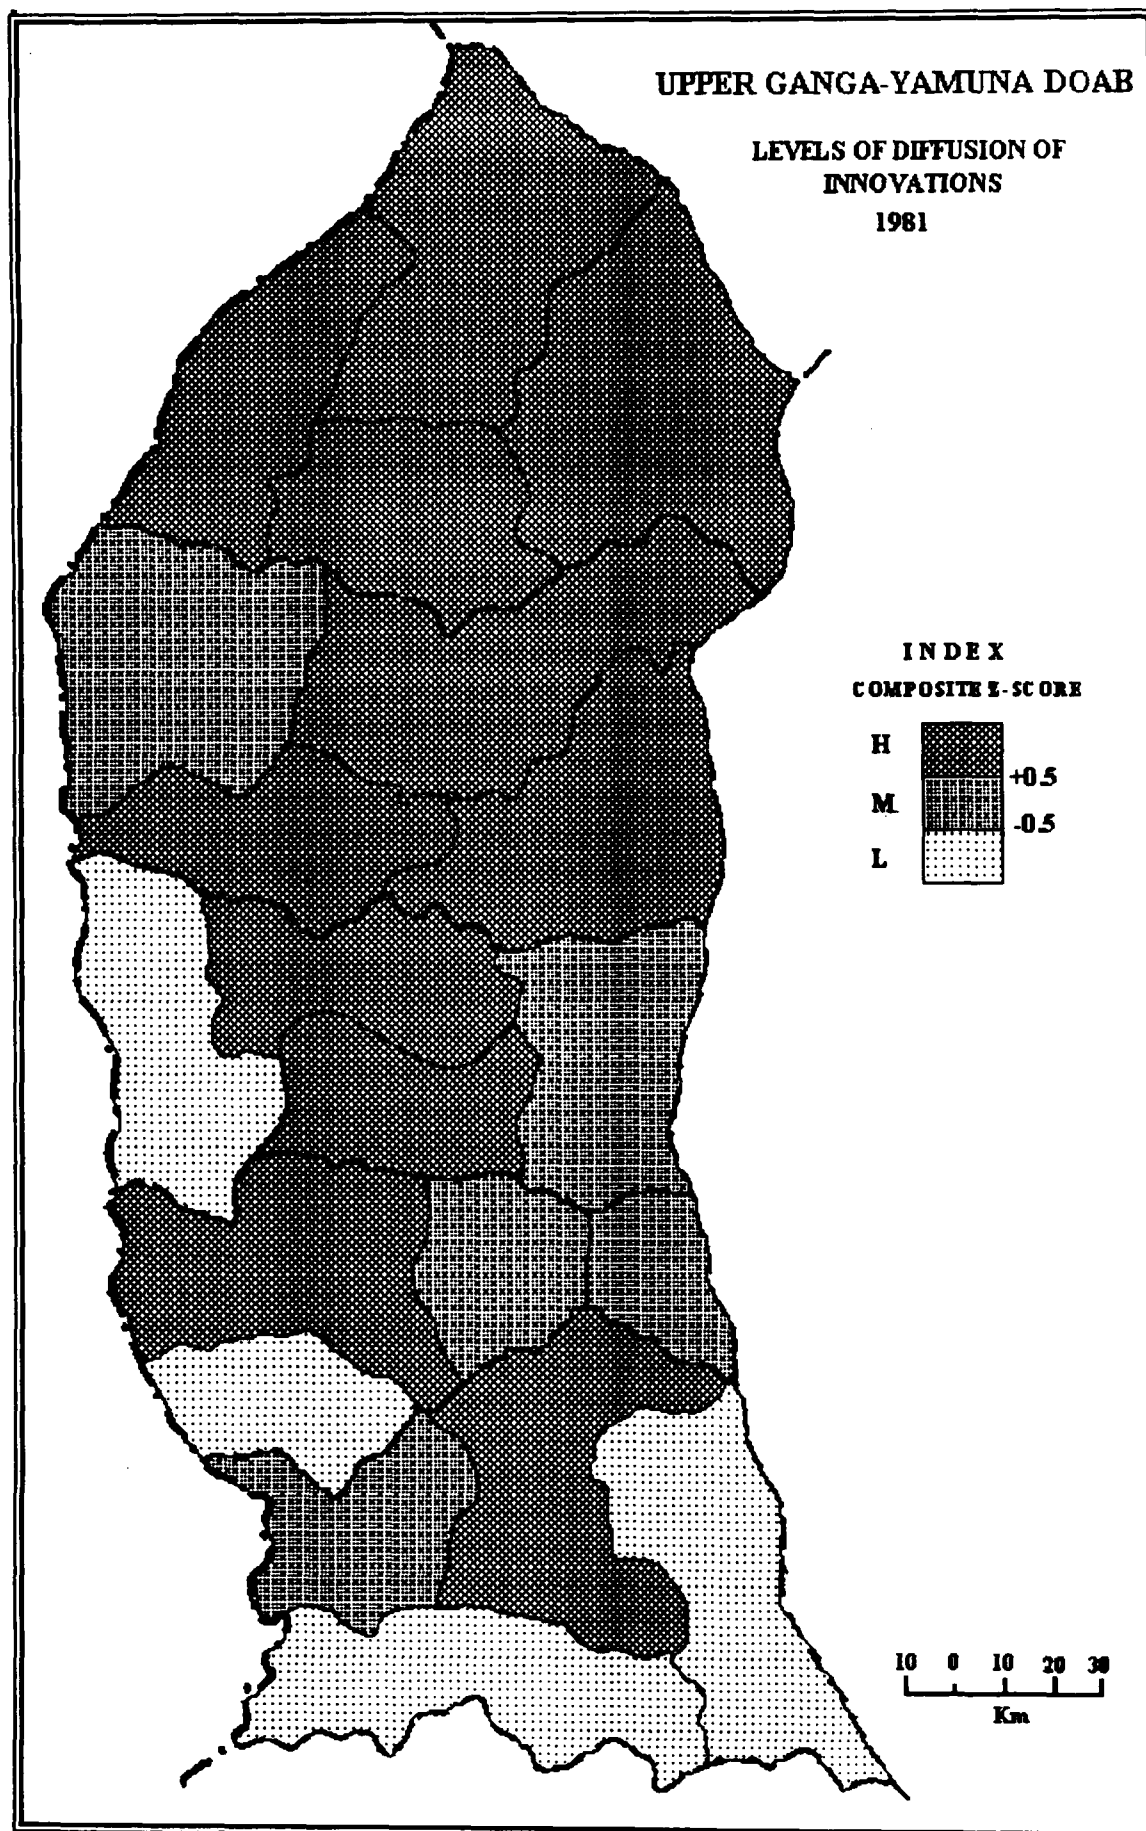 UPPER GANGA-YAMUNA DOAB
LEVELS OF DIFFUSION OF
INNOVATIONS
1981
INDEX
COMPOSITE Z-SCORE
H
+0.5
M
-0.5
L
10 0 10 20 30
Km